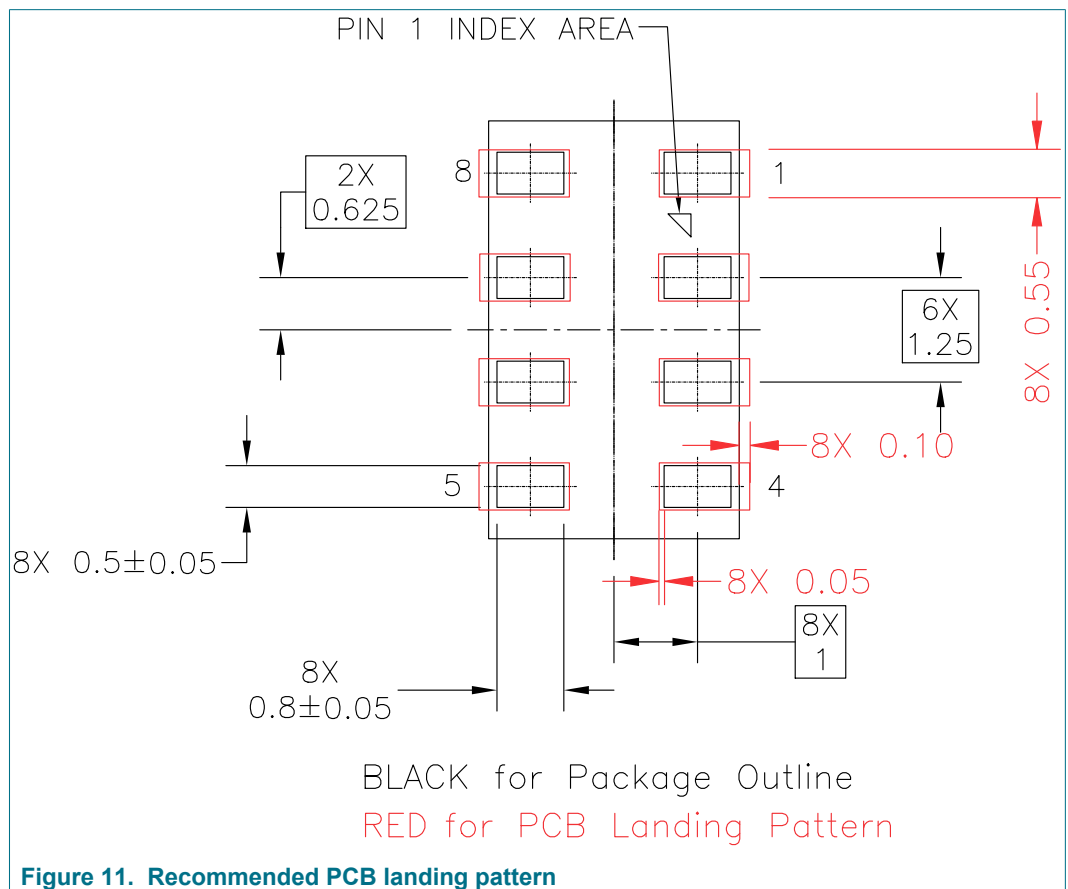 PIN 1 INDEX AREA
8
1
2X
0.625
8X 0.55
6X
1.25
8X 0.10
5
4
8X 0.5±0.05
8X 0.05
8X
1
8X
0.8±0.05
BLACK for Package Outline
RED for PCB Landing Pattern
Figure 11. Recommended PCB landing pattern